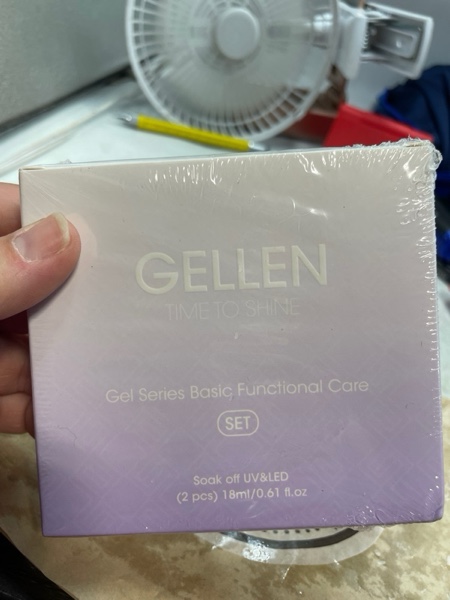 GELLEN
TIME TO SHINE
Gel Series Basic Functional Care
SET
Soak off UV&LED
(2 pcs) 18ml/0.61 fl.oz